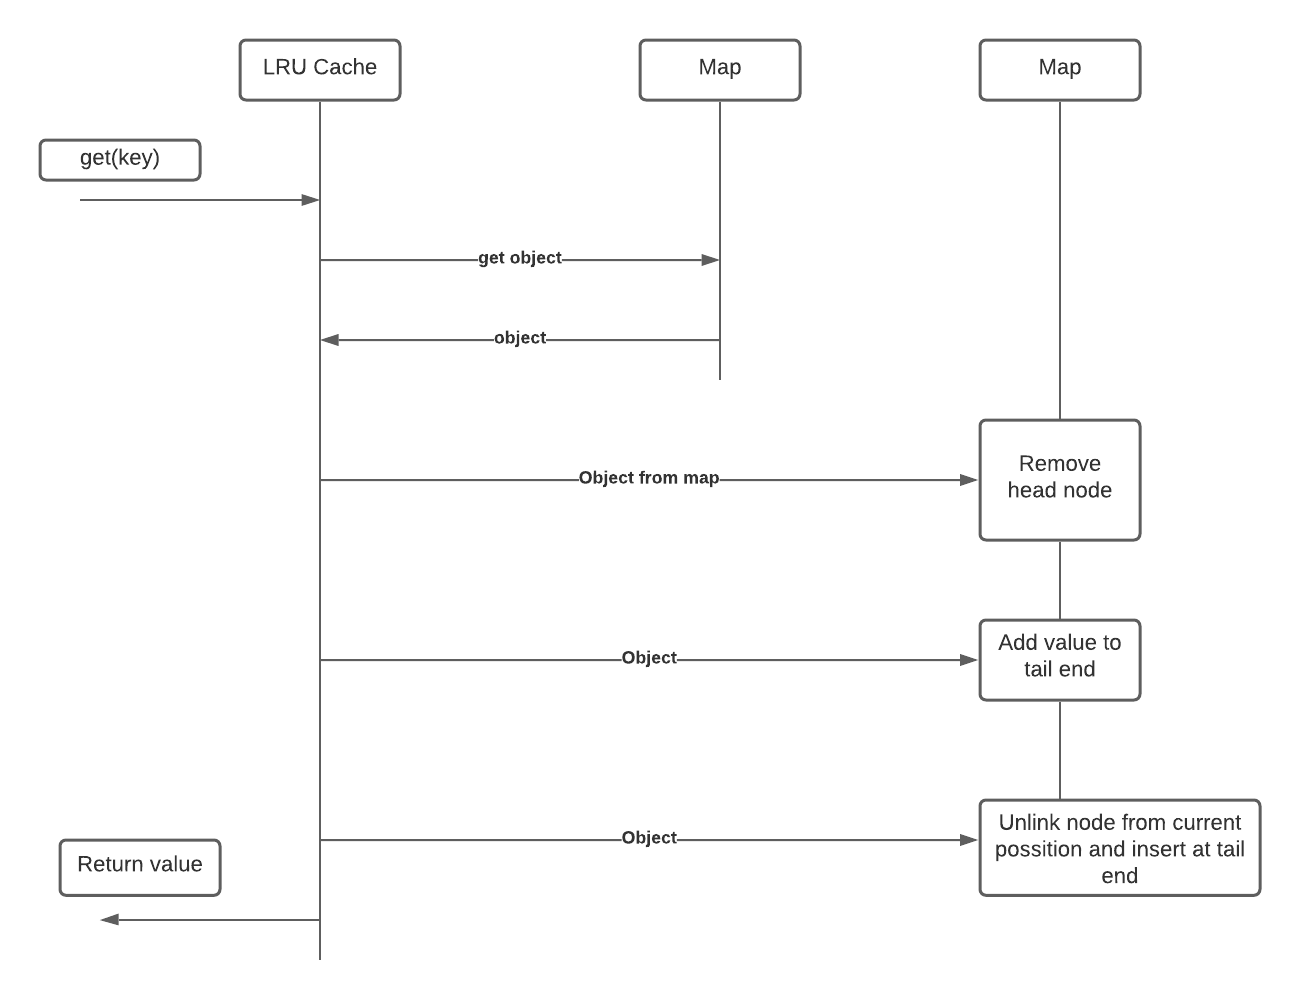 LRU Cache
Map
Map
get(key)
get object
object
Object from map
Remove
head node
Object
Add value to
tail end
Object
Unlink node from current
possition and insert at tail
end
Return value